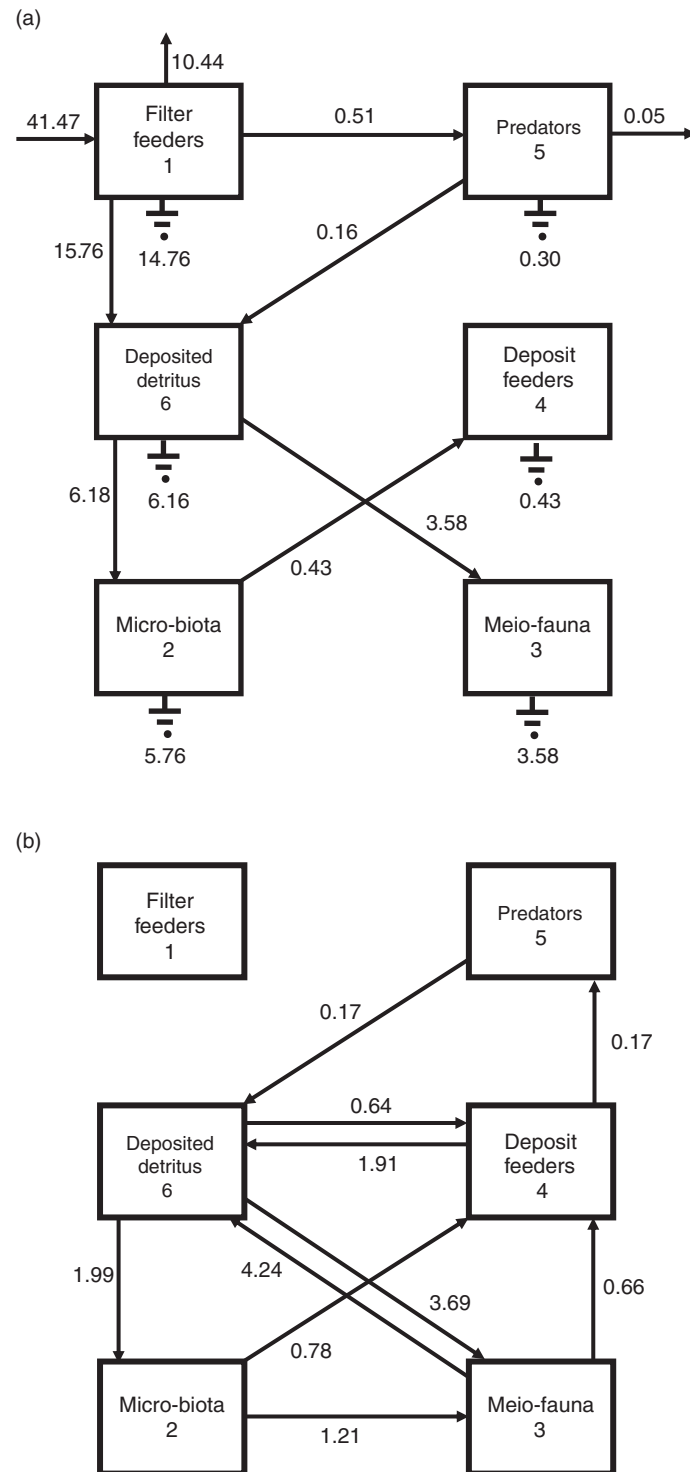 (a)
10.44
41.47
Filter
feeders
1
0.51
Predators
5
0.05
15.76
14.76
0.16
0.30
Deposited
detritus
6
Deposit
feeders
4
6.18
6.16
3.58
0.43
0.43
Micro-biota
2
Meio-fauna
3
5.76
3.58
(b)
Filter
feeders
1
Predators
5
0.17
0.17
Deposited
detritus
6
0.64
1.91
Deposit
feeders
4
1.99
4.24
3.69
0.66
0.78
Micro-biota
2
1.21
Meio-fauna
3